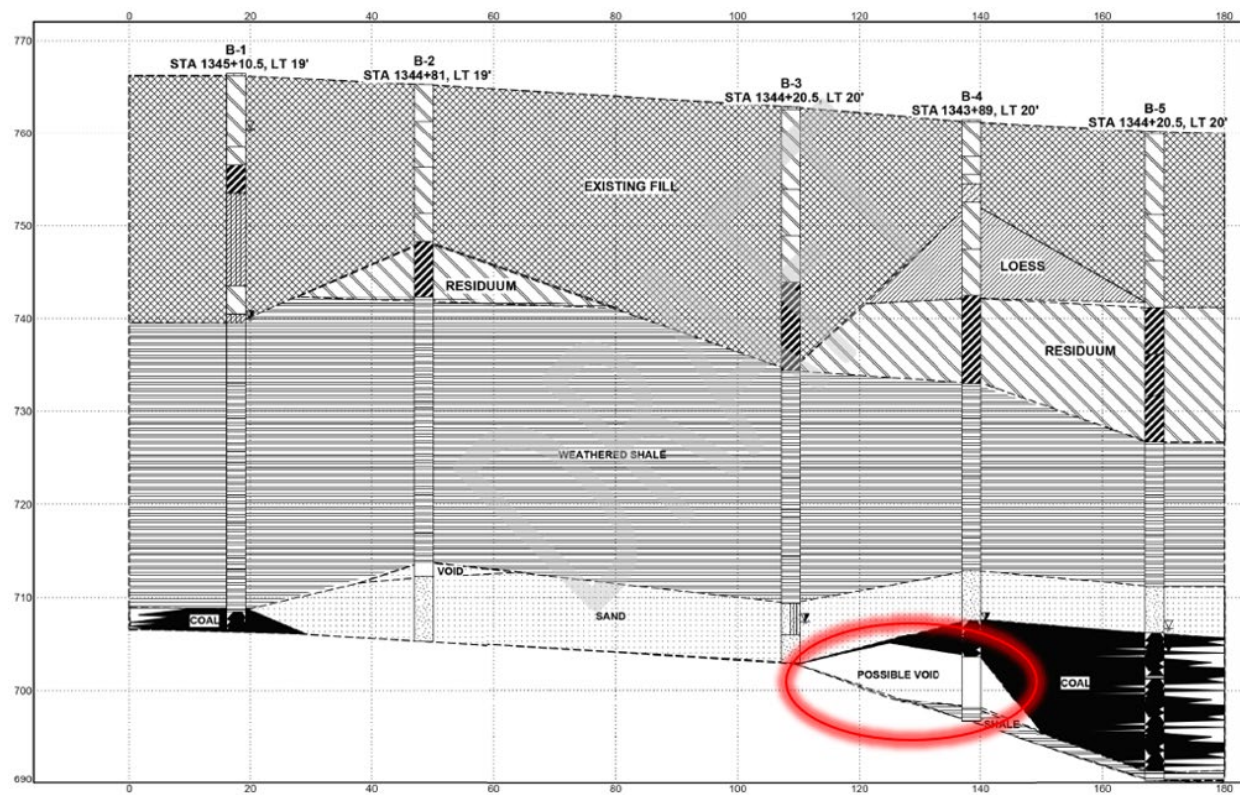 0 20 40 60 80 100 120 140 160 180
770
B-1
STA 1345+10.5, LT 19'
B-2
STA 1344+81, LT 19'
B-3
STA 1344+20.5, LT 20'
B-4
STA 1343+89, LT 20'
B-5
STA 1344+20.5, LT 20'
760
EXISTING FILL
750
LOESS
RESIDUUM
740
RESIDUUM
730
WEATHERED SHALE
720
VOID
710
SAND
COAL
700
POSSIBLE VOID
COAL
SHALE
690
0 20 40 60 80 100 120 140 160 180